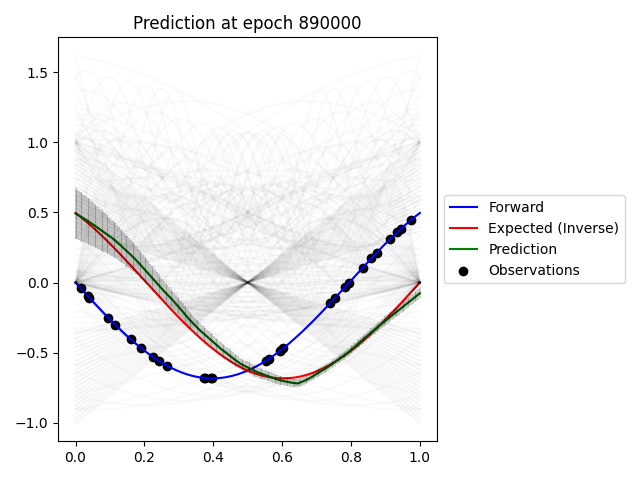 Prediction at epoch 890000
1.5
1.0
0.5
0.0
−0.5
−1.0
0.0 0.2 0.4 0.6 0.8 1.0
Forward
Expected (Inverse)
Prediction
Observations